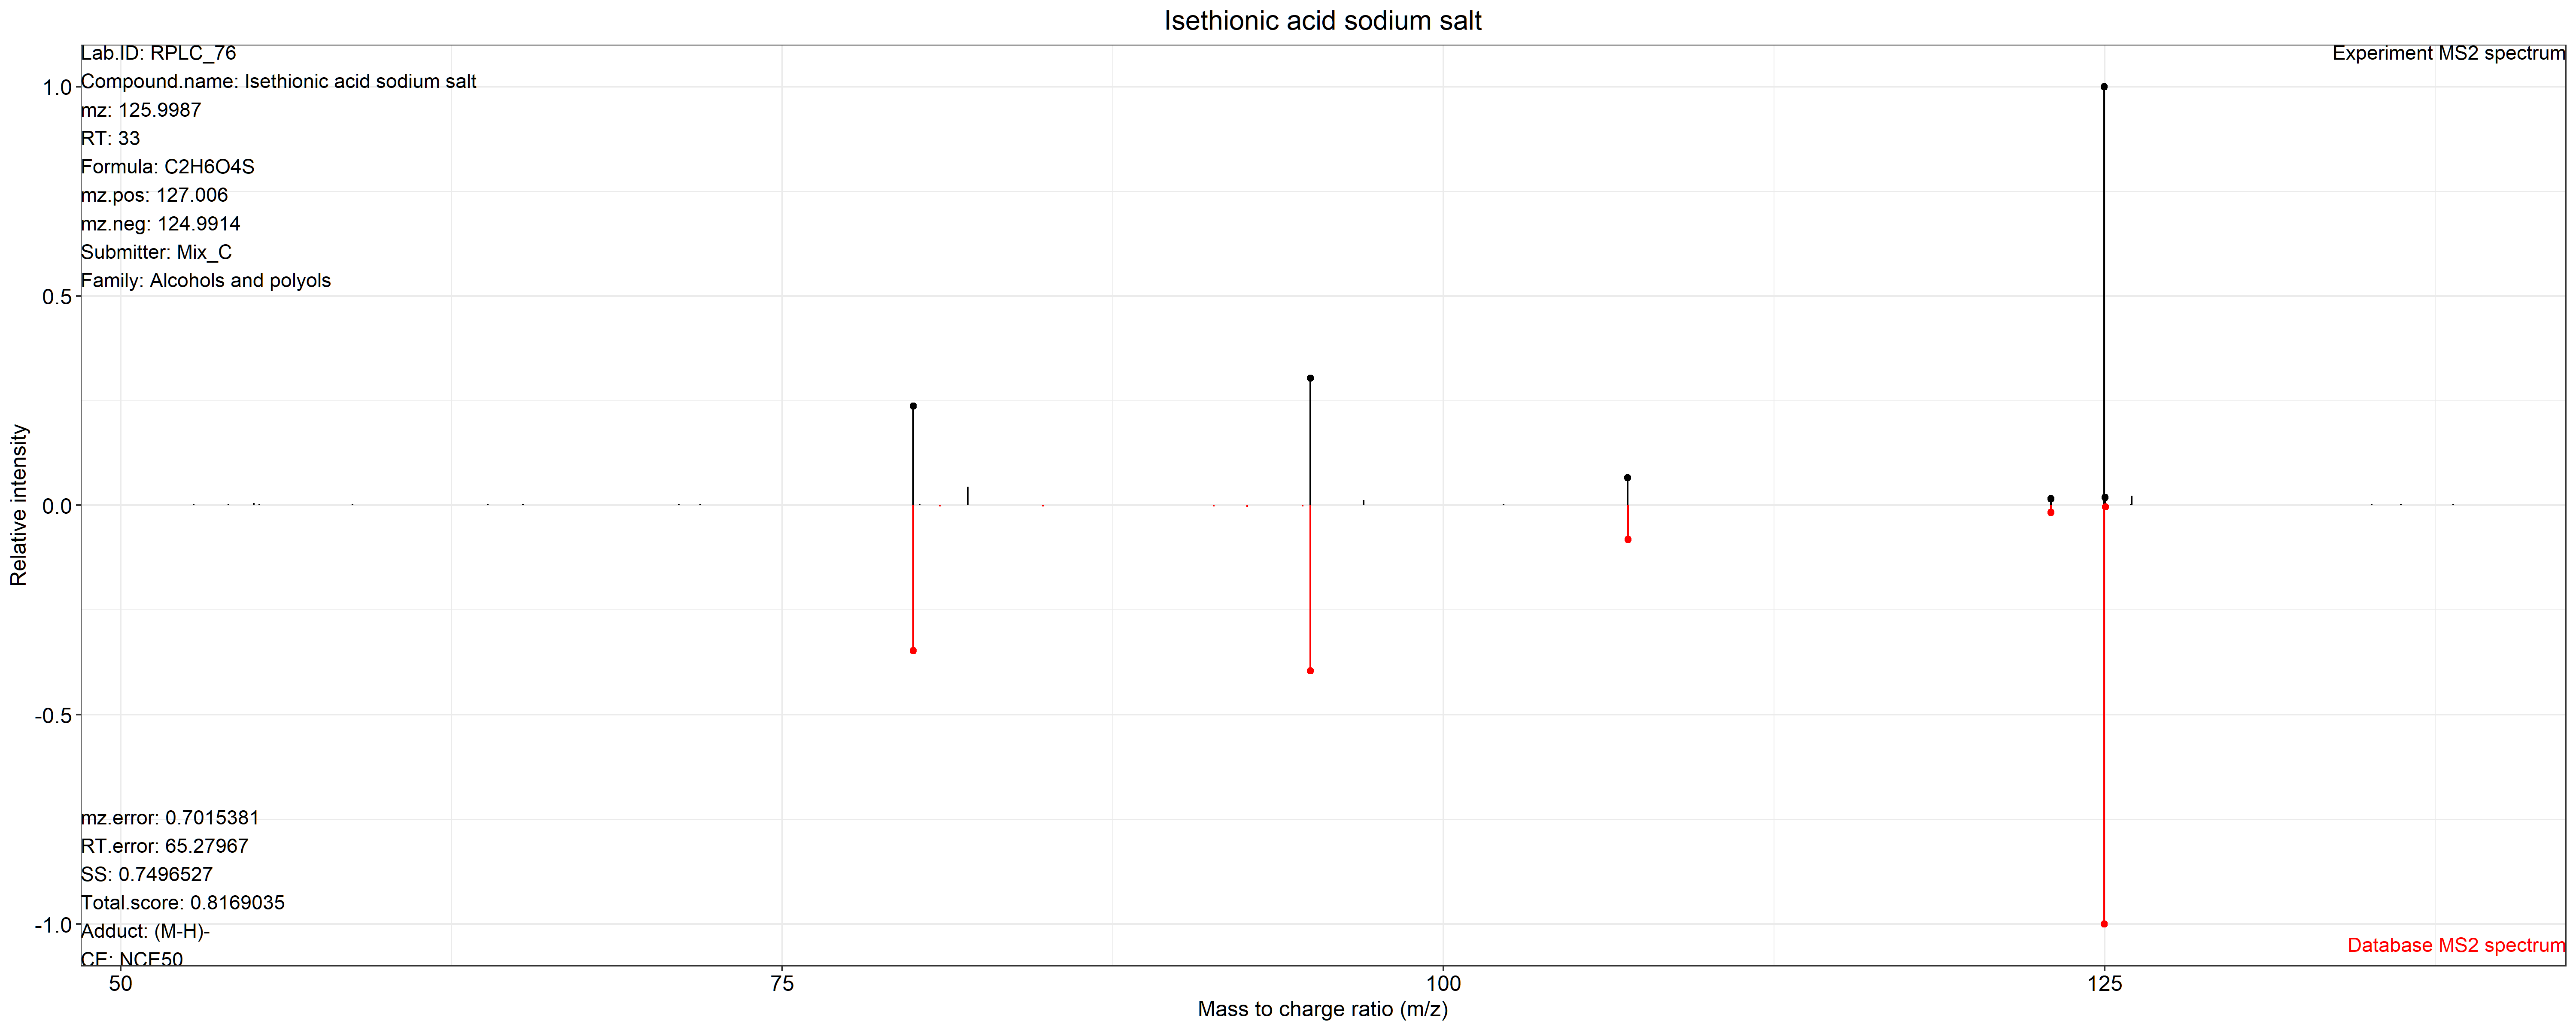 Isethionic acid sodium salt
Lab.ID: RPLC_76
Experiment MS2 spectrum
Compound.name: Isethionic acid sodium salt
mz: 125.9987
RT: 33
Formula: C2H6O4S
mz.pos: 127.006
mz.neg: 124.9914
Submitter: Mix_C
Family: Alcohols and polyols
1.0
0.5
0.0
-0.5
-1.0
Relative intensity
mz.error: 0.7015381
RT.error: 65.27967
SS: 0.7496527
Total.score: 0.8169035
Adduct: (M-H)-
CE: NCE50
Database MS2 spectrum
50
75
100
125
Mass to charge ratio (m/z)